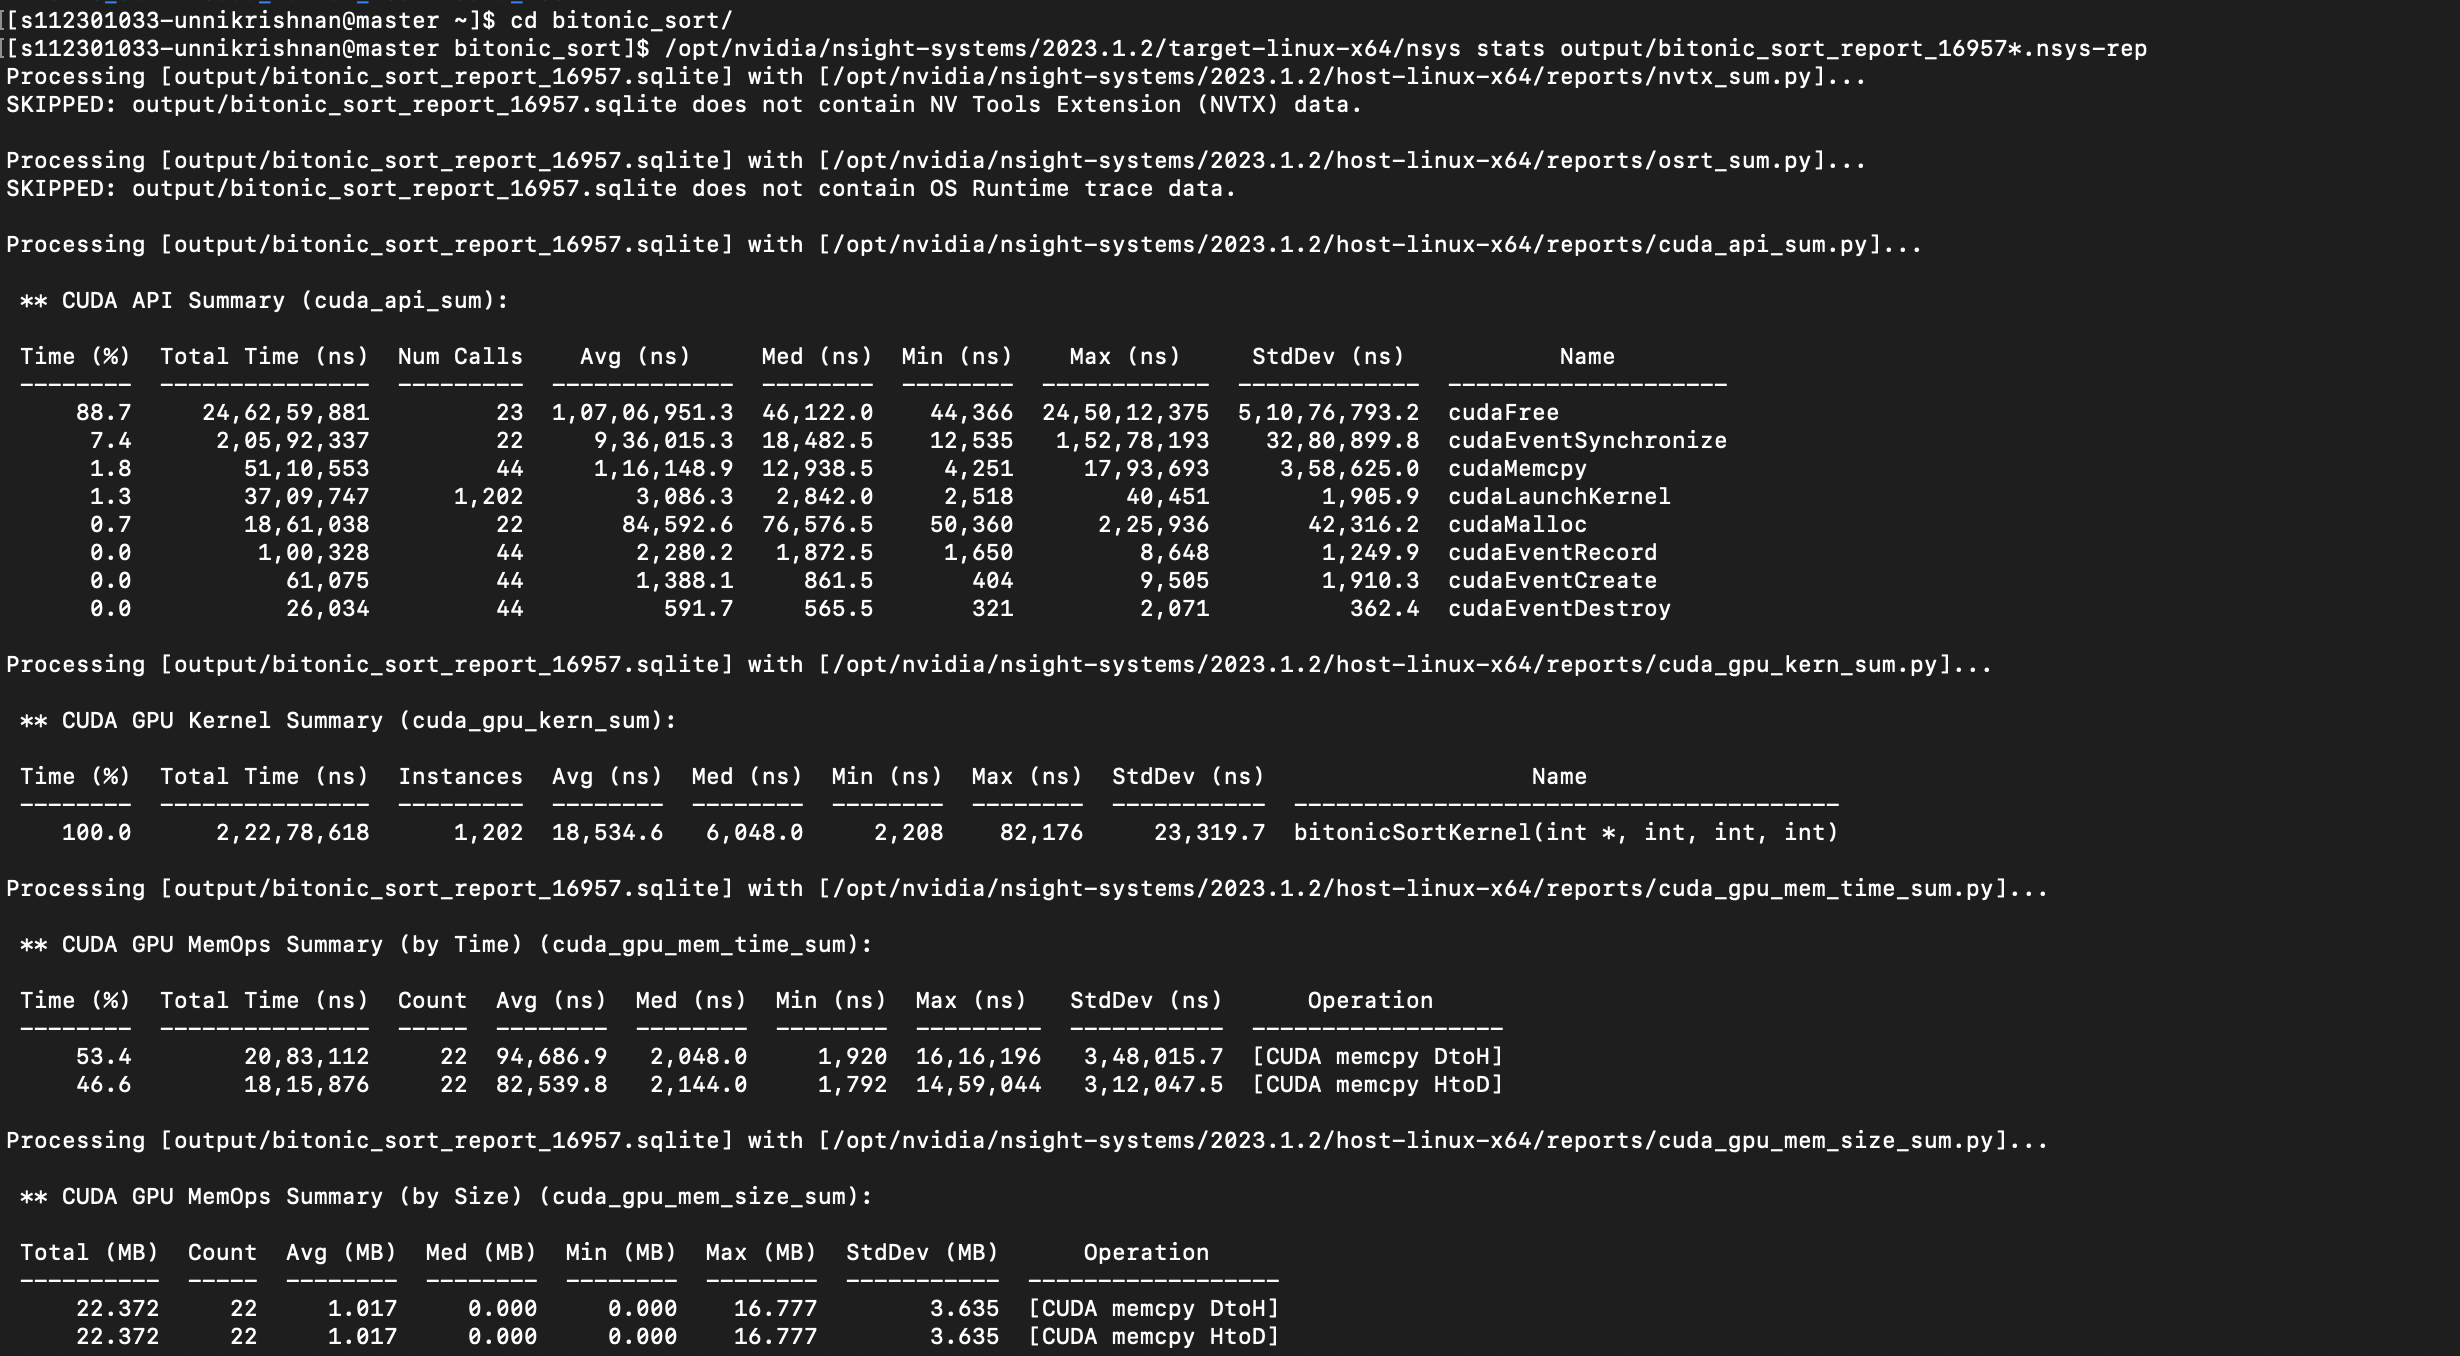 [[s112301033-unnikrishnan@master ~]$ cd bitonic_sort/
[[s112301033-unnikrishnan@master bitonic_sort]$ /opt/nvidia/nsight-systems/2023.1.2/target-linux-x64/nsys stats output/bitonic_sort_report_16957*.nsys-rep
Processing [output/bitonic_sort_report_16957.sqlite] with [/opt/nvidia/nsight-systems/2023.1.2/host-linux-x64/reports/nvtx_sum.py]...
SKIPPED: output/bitonic_sort_report_16957.sqlite does not contain NV Tools Extension (NVTX) data.
Processing [output/bitonic_sort_report_16957.sqlite] with [/opt/nvidia/nsight-systems/2023.1.2/host-linux-x64/reports/osrt_sum.py]...
SKIPPED: output/bitonic_sort_report_16957.sqlite does not contain OS Runtime trace data.
Processing [output/bitonic_sort_report_16957.sqlite] with [/opt/nvidia/nsight-systems/2023.1.2/host-linux-x64/reports/cuda_api_sum.py]...
** CUDA API Summary (cuda_api_sum):
Time (%)  Total Time (ns)  Num Calls  Avg (ns)  Med (ns)  Min (ns)  Max (ns)  StdDev (ns)  Name
--------  ---------------  ---------  -------------  --------  --------  ------------  -------------  --------------------
88.7  24,62,59,881  23  1,07,06,951.3  46,122.0  44,366  24,50,12,375  5,10,76,793.2  cudaFree
7.4  2,05,92,337  22  9,36,015.3  18,482.5  12,535  1,52,78,193  32,80,899.8  cudaEventSynchronize
1.8  51,10,553  44  1,16,148.9  12,938.5  4,251  17,93,693  3,58,625.0  cudaMemcpy
1.3  37,09,747  1,202  3,086.3  2,842.0  2,518  40,451  1,905.9  cudaLaunchKernel
0.7  18,61,038  22  84,592.6  76,576.5  50,360  2,25,936  42,316.2  cudaMalloc
0.0  1,00,328  44  2,280.2  1,872.5  1,650  8,648  1,249.9  cudaEventRecord
0.0  61,075  44  1,388.1  861.5  404  9,505  1,910.3  cudaEventCreate
0.0  26,034  44  591.7  565.5  321  2,071  362.4  cudaEventDestroy
Processing [output/bitonic_sort_report_16957.sqlite] with [/opt/nvidia/nsight-systems/2023.1.2/host-linux-x64/reports/cuda_gpu_kern_sum.py]...
** CUDA GPU Kernel Summary (cuda_gpu_kern_sum):
Time (%)  Total Time (ns)  Instances  Avg (ns)  Med (ns)  Min (ns)  Max (ns)  StdDev (ns)  Name
--------  ---------------  ---------  --------  --------  --------  --------  -----------  ---------------------------------------
100.0  2,22,78,618  1,202  18,534.6  6,048.0  2,208  82,176  23,319.7  bitonicSortKernel(int *, int, int, int)
Processing [output/bitonic_sort_report_16957.sqlite] with [/opt/nvidia/nsight-systems/2023.1.2/host-linux-x64/reports/cuda_gpu_mem_time_sum.py]...
** CUDA GPU MemOps Summary (by Time) (cuda_gpu_mem_time_sum):
Time (%)  Total Time (ns)  Count  Avg (ns)  Med (ns)  Min (ns)  Max (ns)  StdDev (ns)  Operation
--------  ---------------  -----  --------  --------  --------  ---------  -----------  ------------------
53.4  20,83,112  22  94,686.9  2,048.0  1,920  16,16,196  3,48,015.7  [CUDA memcpy DtoH]
46.6  18,15,876  22  82,539.8  2,144.0  1,792  14,59,044  3,12,047.5  [CUDA memcpy HtoD]
Processing [output/bitonic_sort_report_16957.sqlite] with [/opt/nvidia/nsight-systems/2023.1.2/host-linux-x64/reports/cuda_gpu_mem_size_sum.py]...
** CUDA GPU MemOps Summary (by Size) (cuda_gpu_mem_size_sum):
Total (MB)  Count  Avg (MB)  Med (MB)  Min (MB)  Max (MB)  StdDev (MB)  Operation
----------  -----  --------  --------  --------  --------  -----------  ------------------
22.372  22  1.017  0.000  0.000  16.777  3.635  [CUDA memcpy DtoH]
22.372  22  1.017  0.000  0.000  16.777  3.635  [CUDA memcpy HtoD]